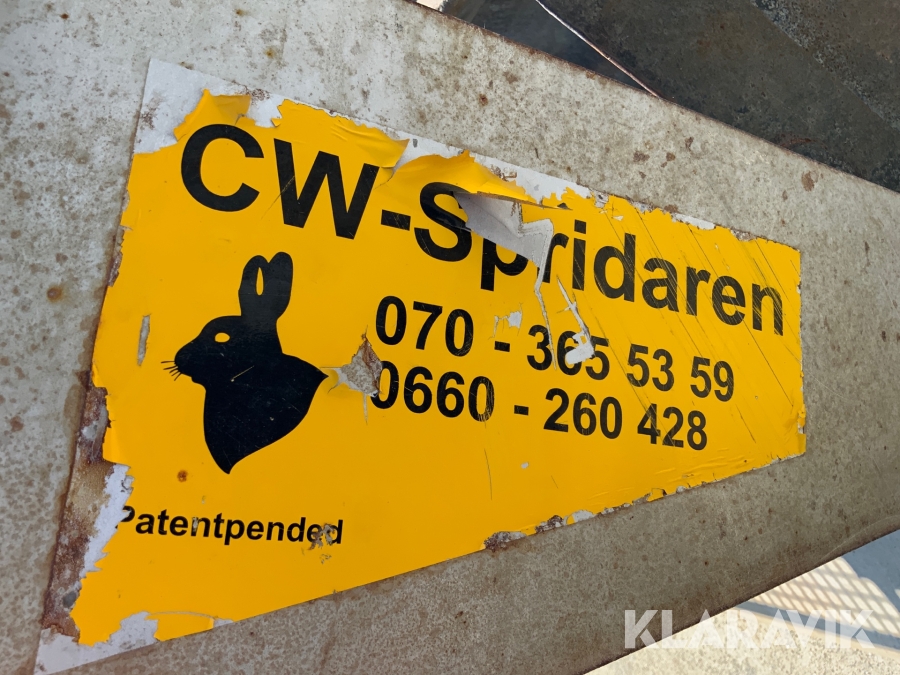 CW-Spridaren
070 - 365 53 59
0660 - 260 428
Patentpended
KLARAVIK